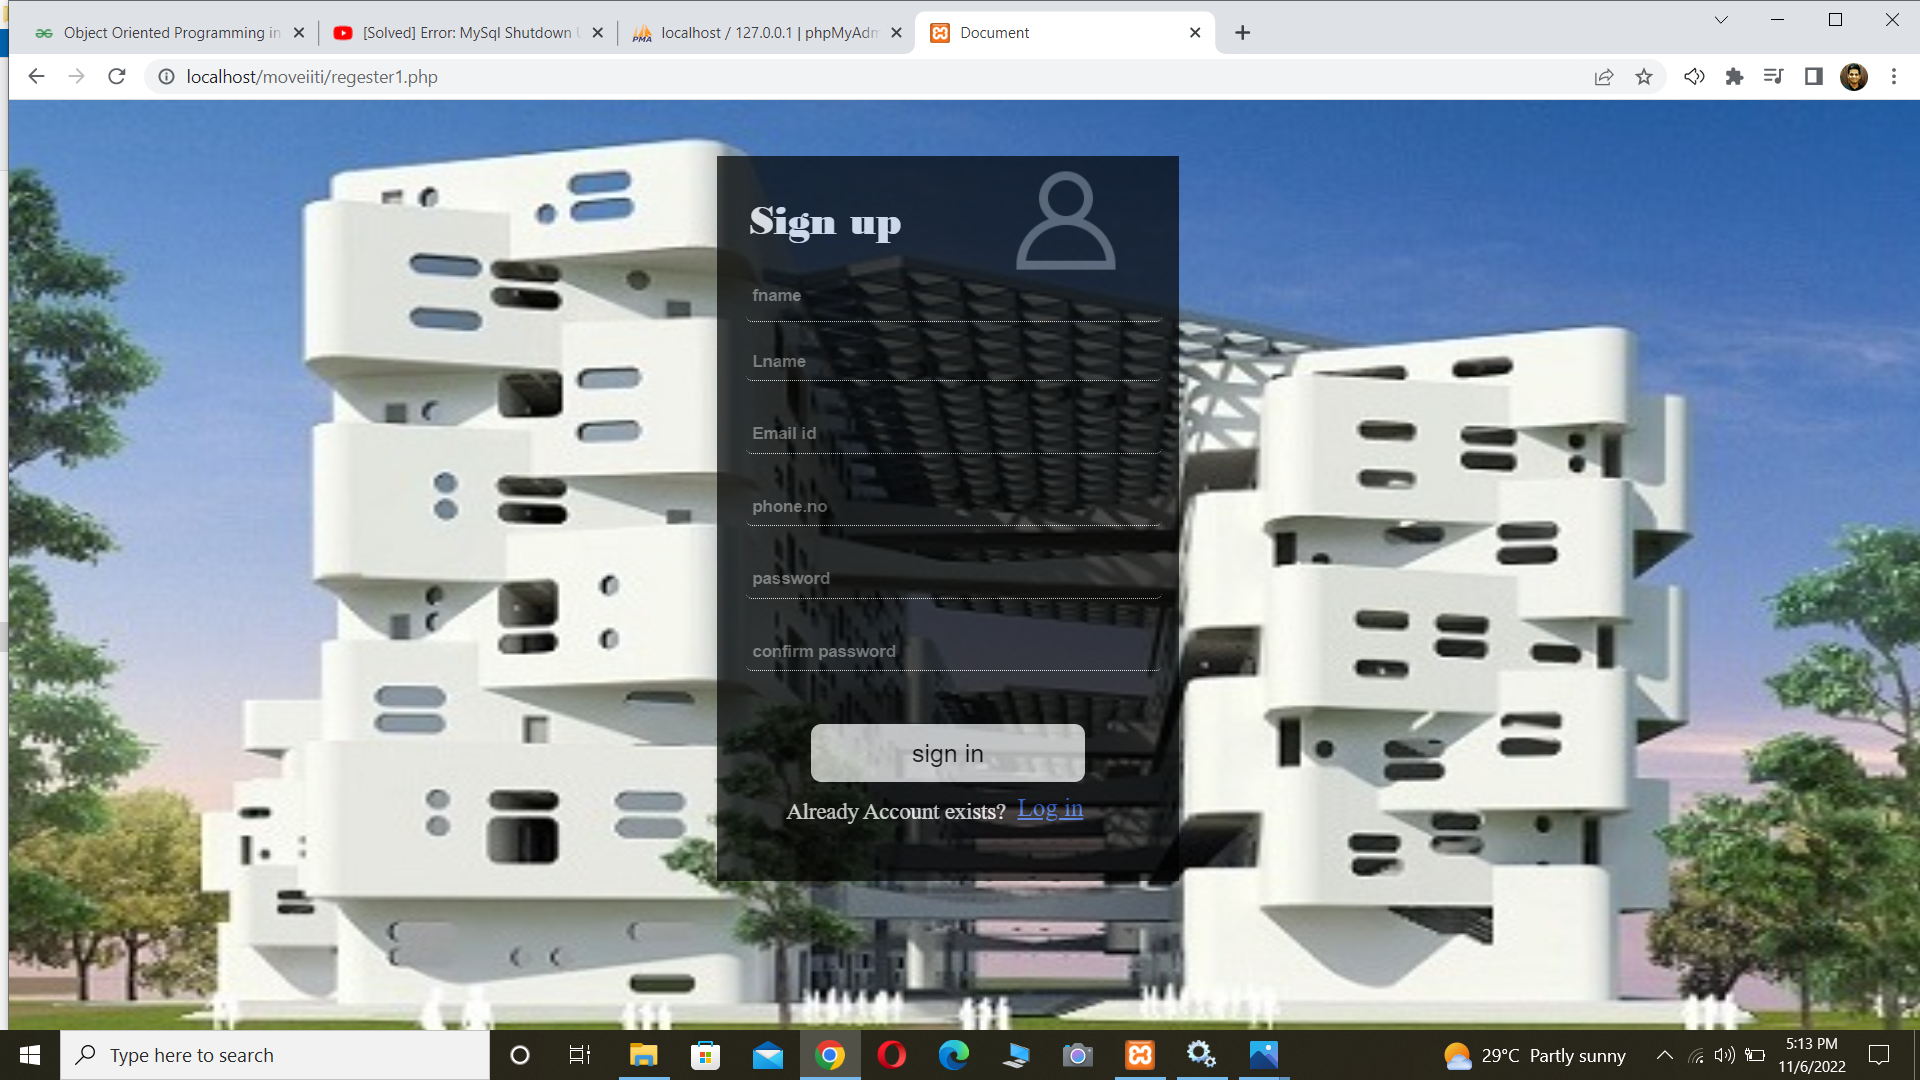 Object Oriented Programming in
[Solved] Error: MySql Shutdown U
localhost / 127.0.0.1 | phpMyAdm
Document
localhost/moveiiti/regester1.php
Sign up
fname
Lname
Email id
phone.no
password
confirm password
sign in
Already Account exists? Log in
Type here to search
PMA
29°C Partly sunny
5:13 PM
11/6/2022